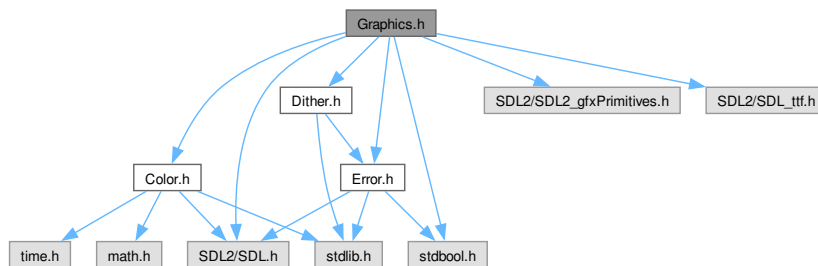 Graphics.h
Dither.h
SDL2/SDL2_gfxPrimitives.h
SDL2/SDL_ttf.h
Color.h
Error.h
time.h
math.h
SDL2/SDL.h
stdlib.h
stdbool.h